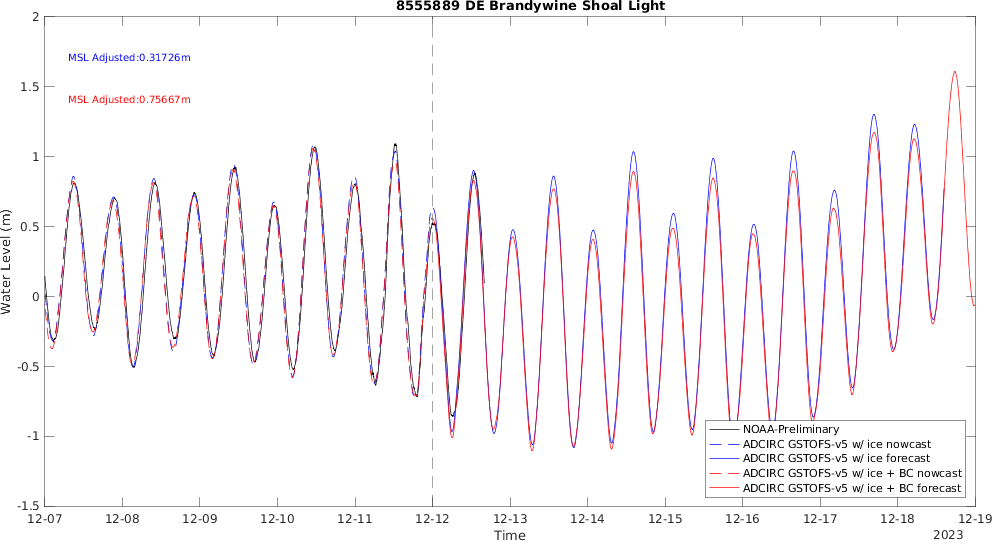 8555889 DE Brandywine Shoal Light
MSL Adjusted:0.31726m
MSL Adjusted:0.75667m
Water Level (m)
2
1.5
1
0.5
0
-0.5
-1
-1.5
NOAA-Preliminary
ADCIRC GSTOFS-v5 w/ ice nowcast
ADCIRC GSTOFS-v5 w/ ice forecast
ADCIRC GSTOFS-v5 w/ ice + BC nowcast
ADCIRC GSTOFS-v5 w/ ice + BC forecast
12-07 12-08 12-09 12-10 12-11 12-12 12-13 12-14 12-15 12-16 12-17 12-18 12-19
Time
2023